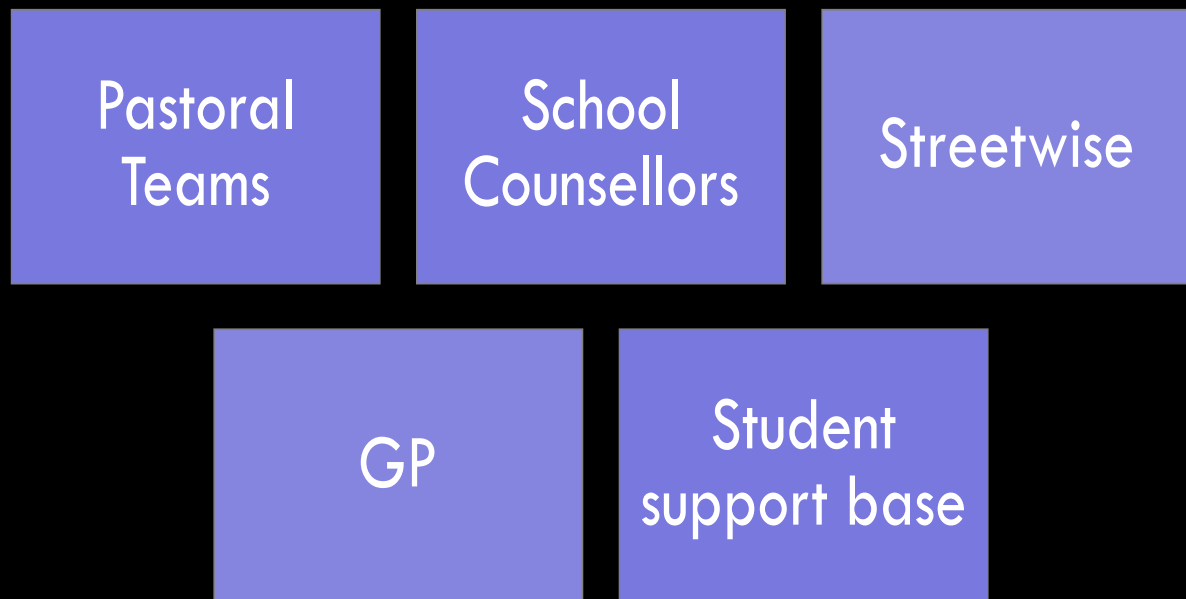 Pastoral
Teams
School
Counsellors
Streetwise
GP
Student
support base